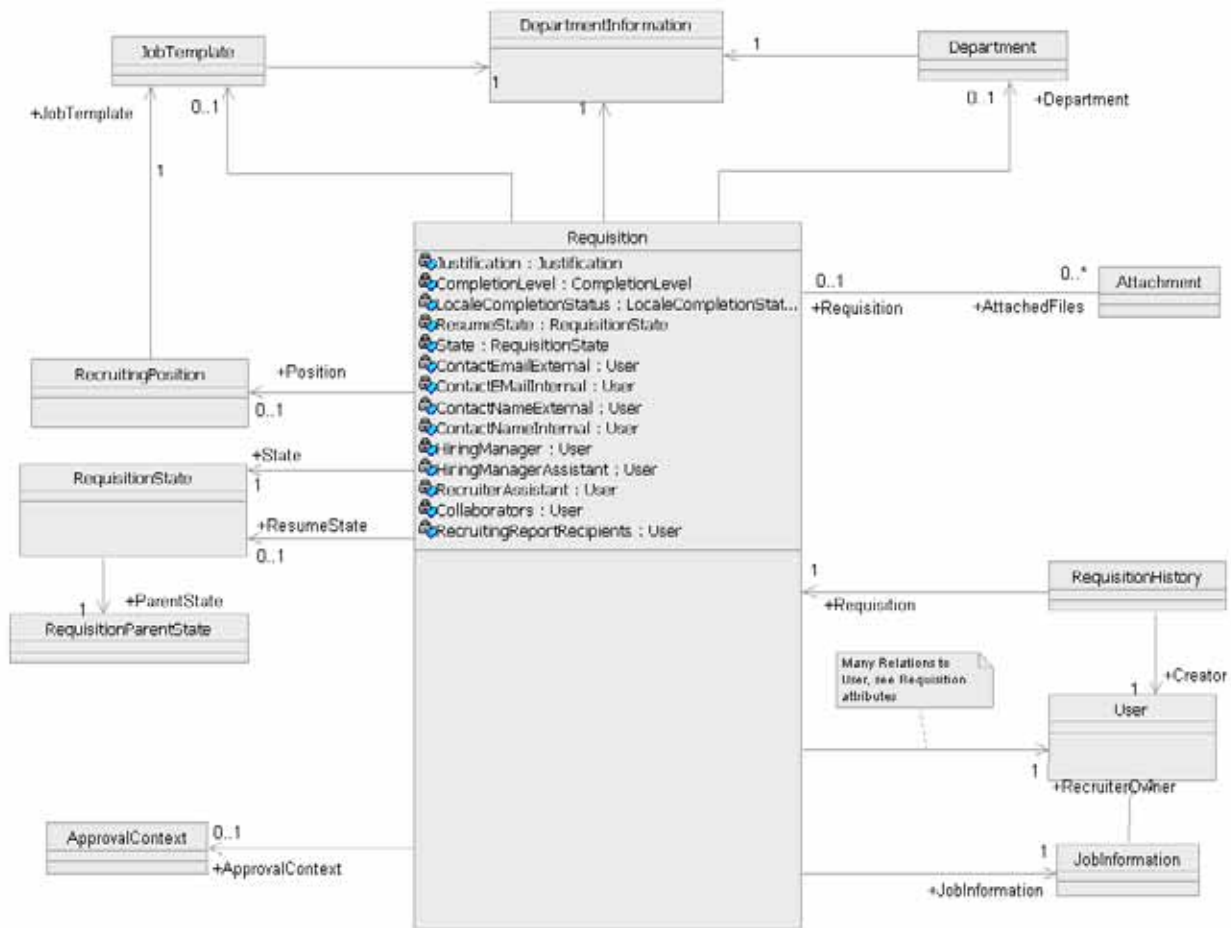 DepartmentInformation
JobTemplate
Department
1
1
+JobTemplate
0..1
1
0..1
+Department
1
Requisition
Justification : Justification
CompletionLevel : CompletionLevel
LocaleCompletionStatus : LocaleCompletionStat...
ResumeState : RequisitionState
State : RequisitionState
ContactEmailExternal : User
ContactEMailInternal : User
ContactNameExternal : User
ContactNameInternal : User
HiringManager : User
HiringManagerAssistant : User
RecruiterAssistant : User
Collaborators : User
RecruitingReportRecipients : User
0..1
+Requisition
0..*
+AttachedFiles
Attachment
RecruitingPosition
+Position
0..1
RequisitionState
+State
1
+ResumeState
0..1
+ParentState
1
RequisitionParentState
1
+Requisition
RequisitionHistory
Many Relations to
User, see Requisition
attributes
+Creator
1
User
1
+RecruiterOwner
ApprovalContext
0..1
+ApprovalContext
1
+JobInformation
JobInformation